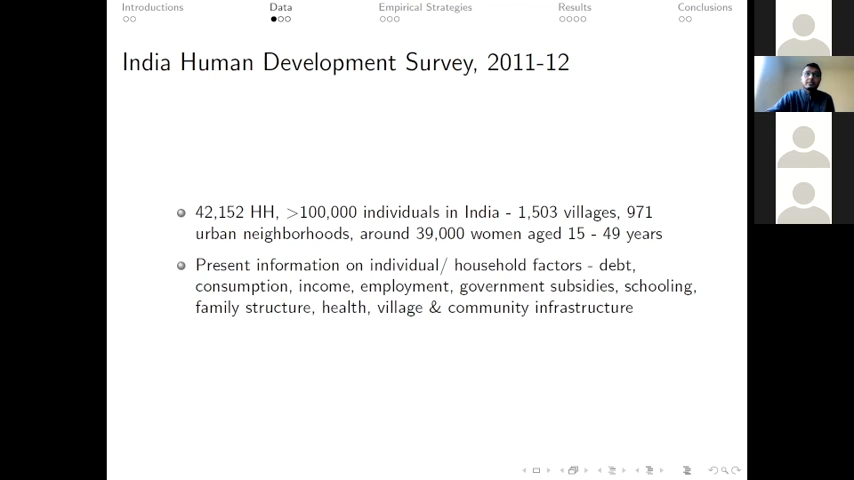 Introductions Data Empirical Strategies Results Conclusions
India Human Development Survey, 2011-12
42,152 HH, >100,000 individuals in India - 1,503 villages, 971
urban neighborhoods, around 39,000 women aged 15 - 49 years
Present information on individual/ household factors - debt,
consumption, income, employment, government subsidies, schooling,
family structure, health, village & community infrastructure